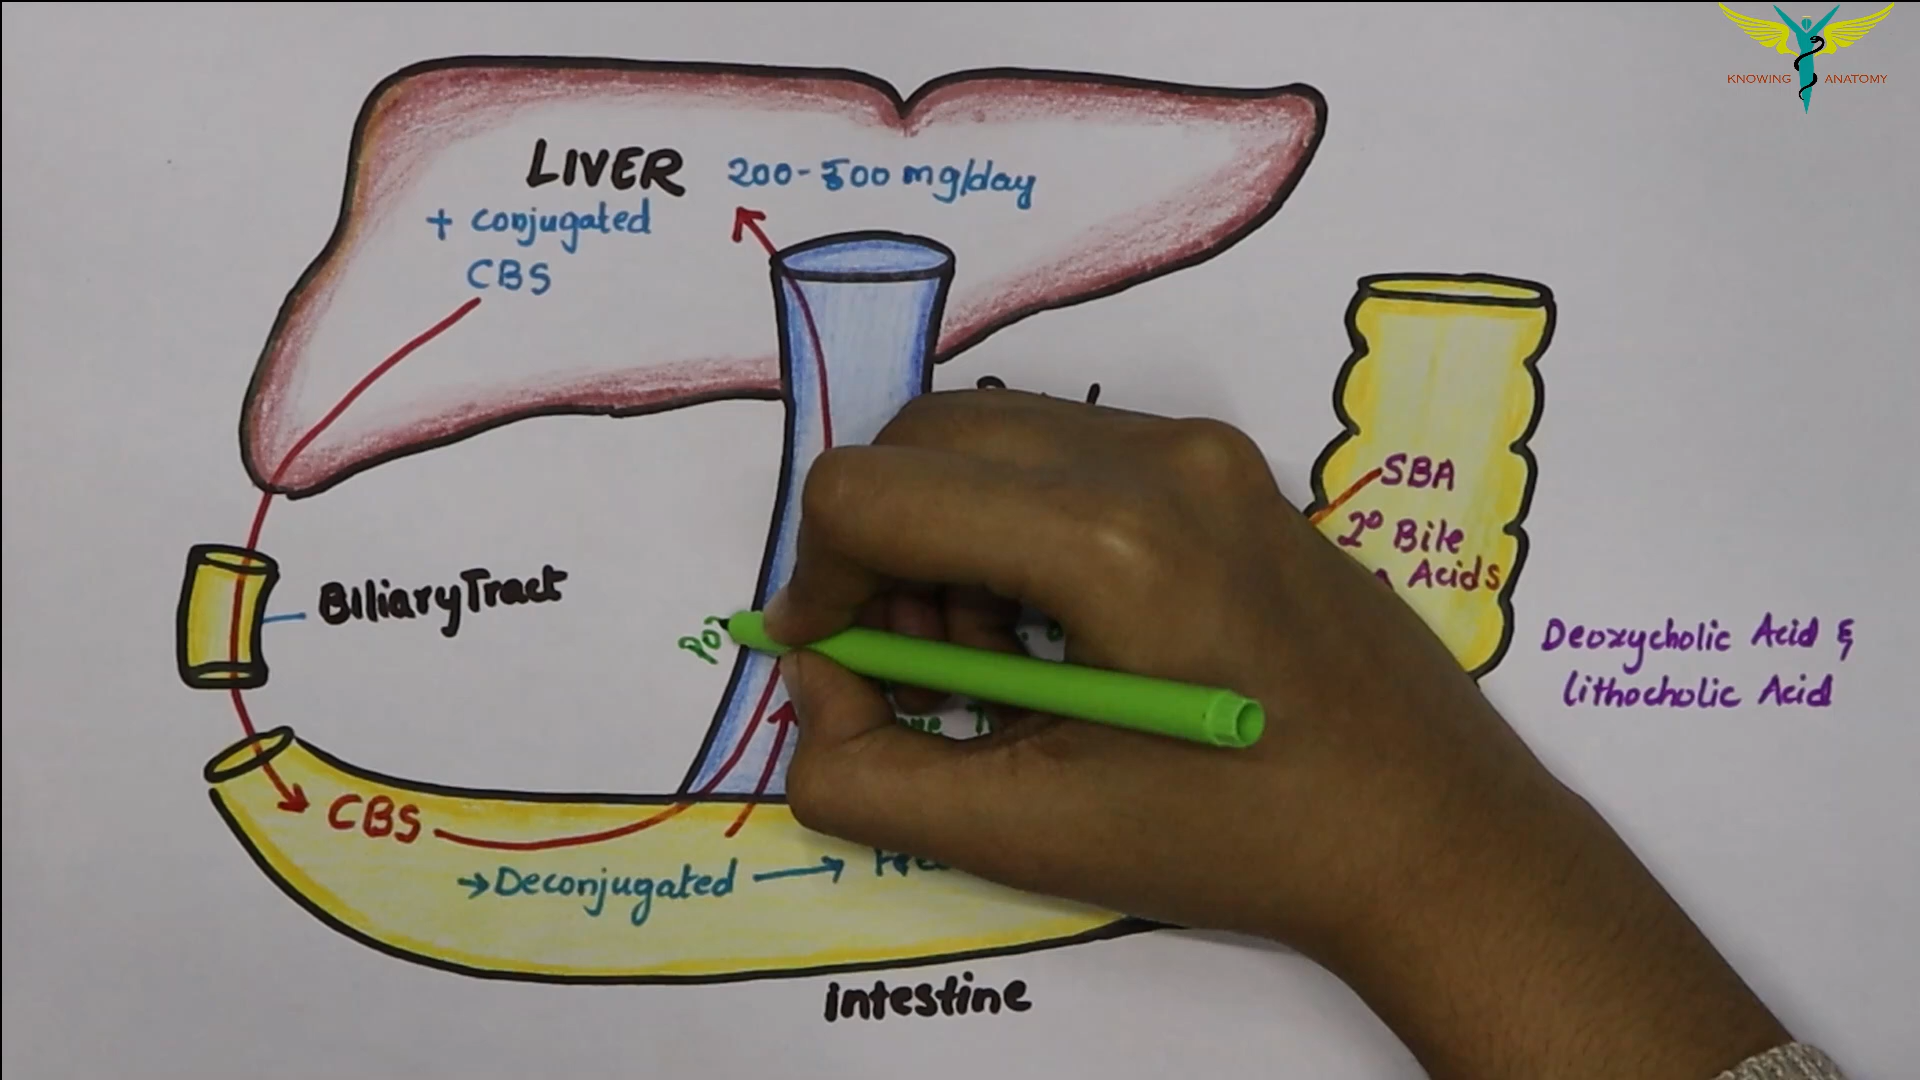 KNOWING ANATOMY
LIVER
200-500 mg/day
+ conjugated
CBS
SBA
2° Bile
Acids
Biliary Tract
Deoxycholic Acid &
lithocholic Acid
CBS
→ Deconjugated →
intestine